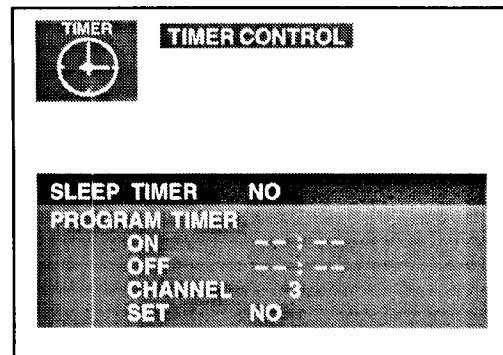 TIMER
TIMER CONTROL
SLEEP TIMER NO
PROGRAM TIMER
ON -- : --
OFF -- : --
CHANNEL 3
SET NO